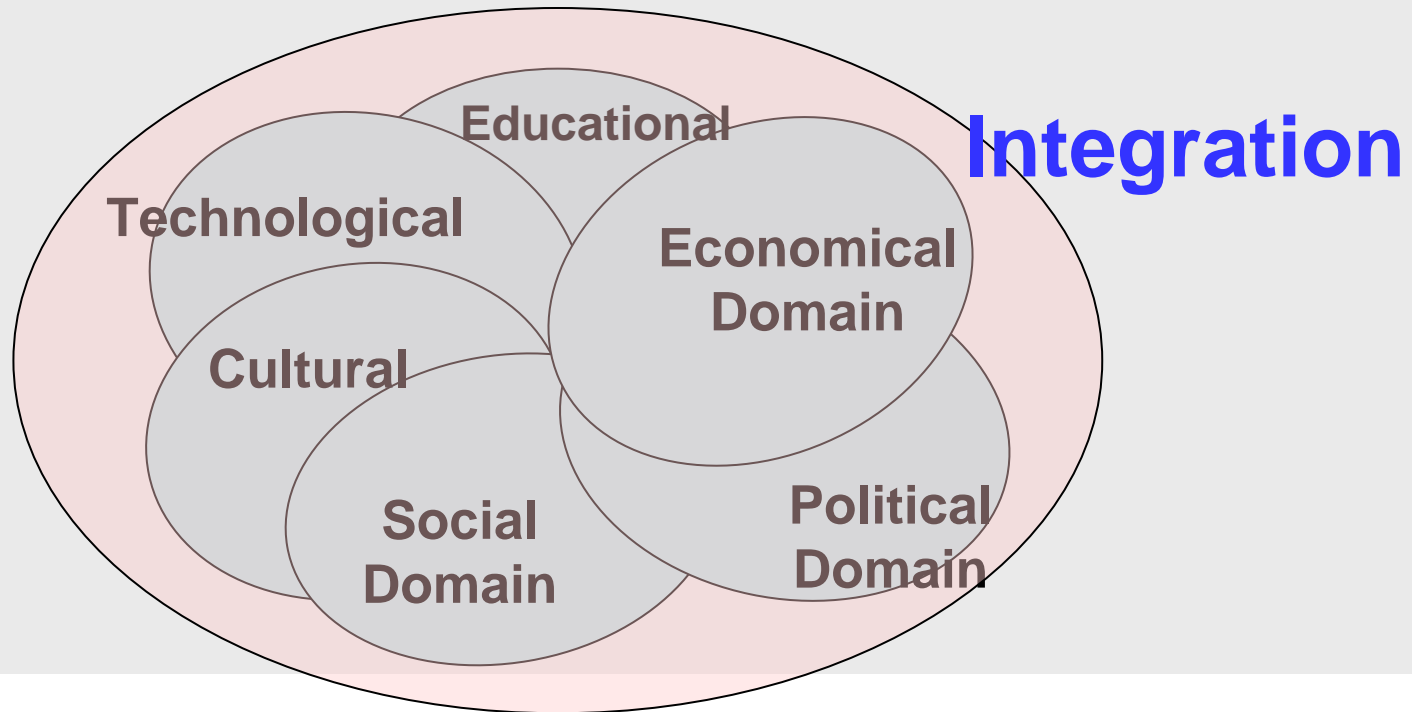 Educational
Integration
Technological
Economical
Domain
Cultural
Social
Domain
Political
Domain